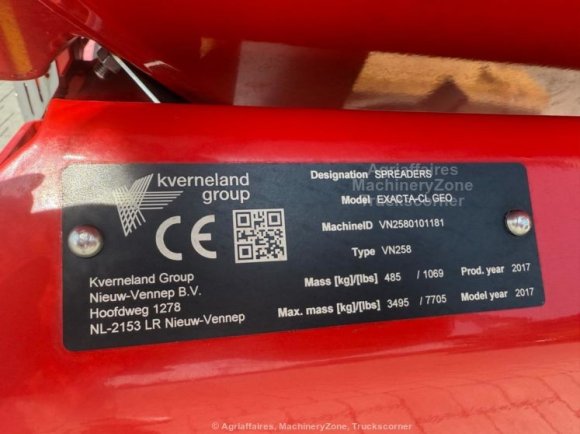 kverneland
group
CE
Kverneland Group
Nieuw-Vennep B.V.
Hoofdweg 1278
NL-2153 LR Nieuw-Vennep
Designation SPREADERS
Model EXACTA-CL GEO
MachineID VN2580101181
Type VN258
Mass [kg]/[lbs] 485 / 1069 Prod. year 2017
Max. mass [kg]/[lbs] 3495 / 7705 Model year 2017
Agriaffaires
MachineryZone
Truckscorner
© Agriaffaires, MachineryZone, Truckscorner